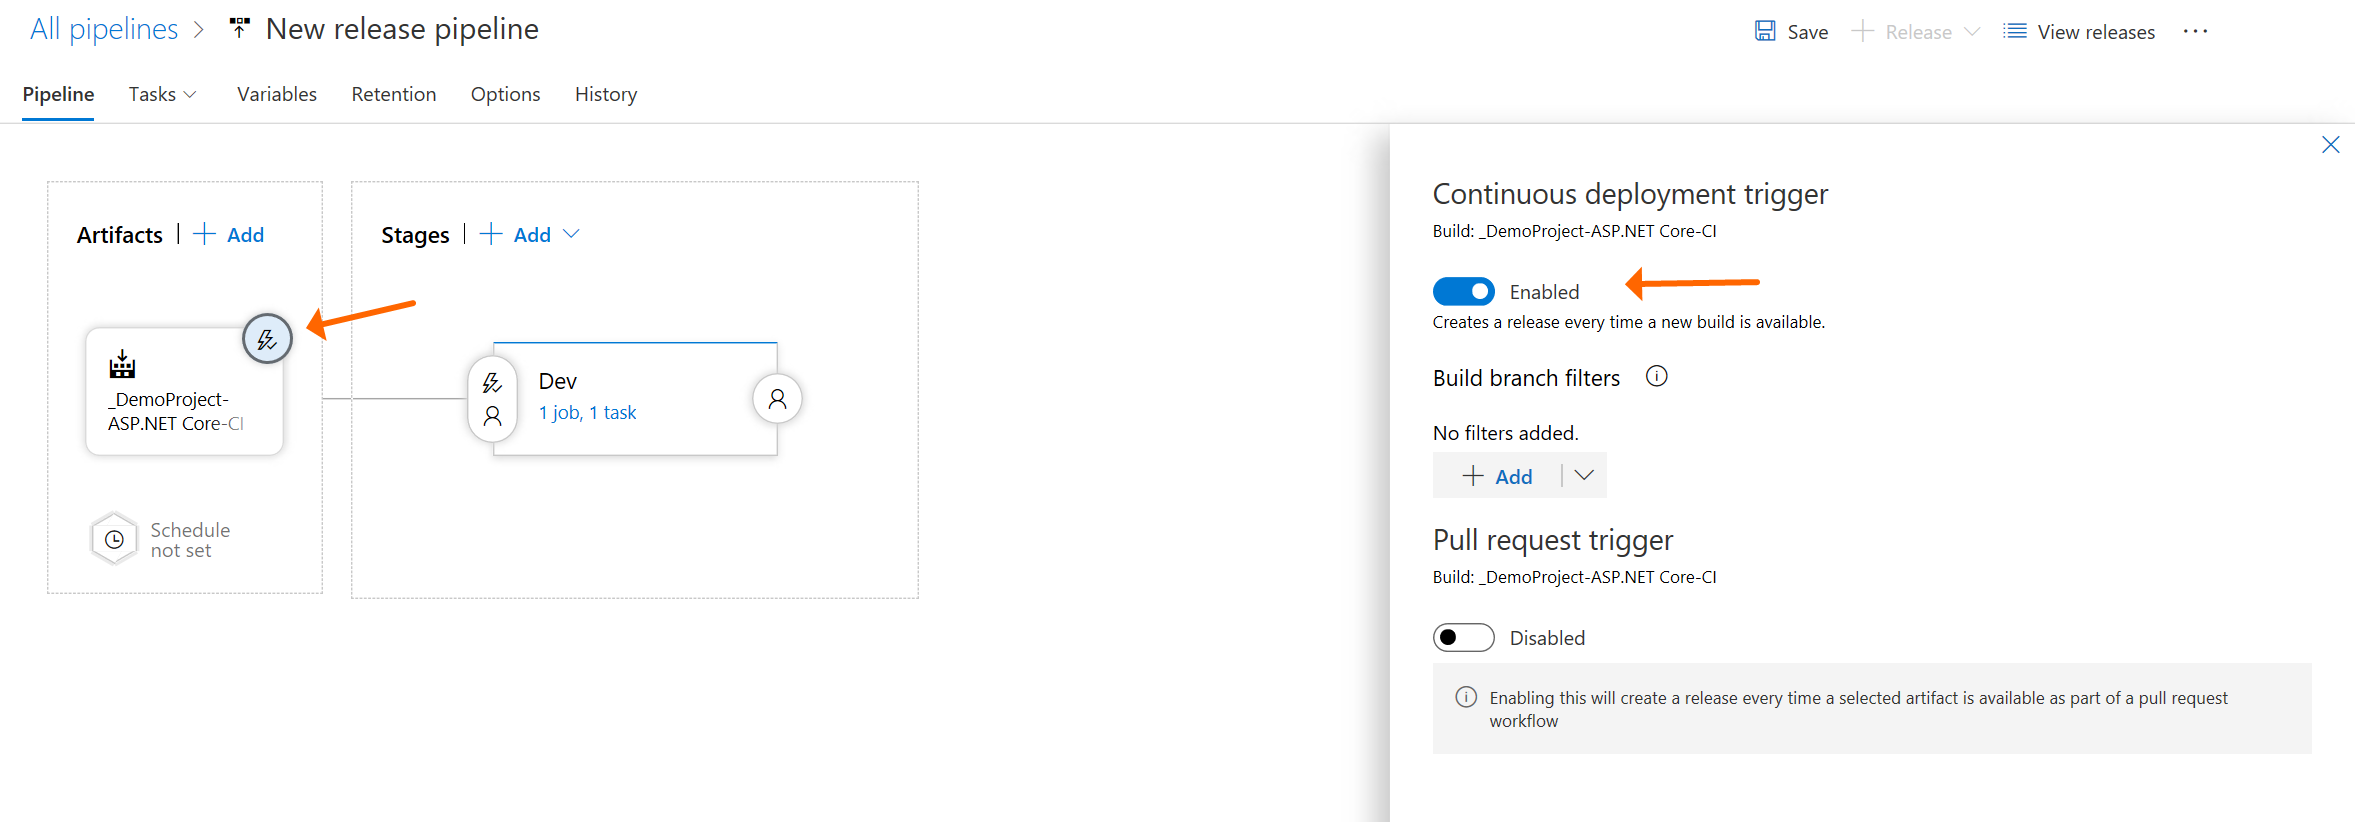 All pipelines > New release pipeline
Save
Release
View releases
...
Pipeline
Tasks
Variables
Retention
Options
History
Artifacts | + Add
_DemoProject-
ASP.NET Core-CI
Schedule
not set
Stages | + Add
Dev
1 job, 1 task
Continuous deployment trigger
Build: _DemoProject-ASP.NET Core-CI
Enabled
Creates a release every time a new build is available.
Build branch filters
No filters added.
+ Add
Pull request trigger
Build: _DemoProject-ASP.NET Core-CI
Disabled
Enabling this will create a release every time a selected artifact is available as part of a pull request
workflow